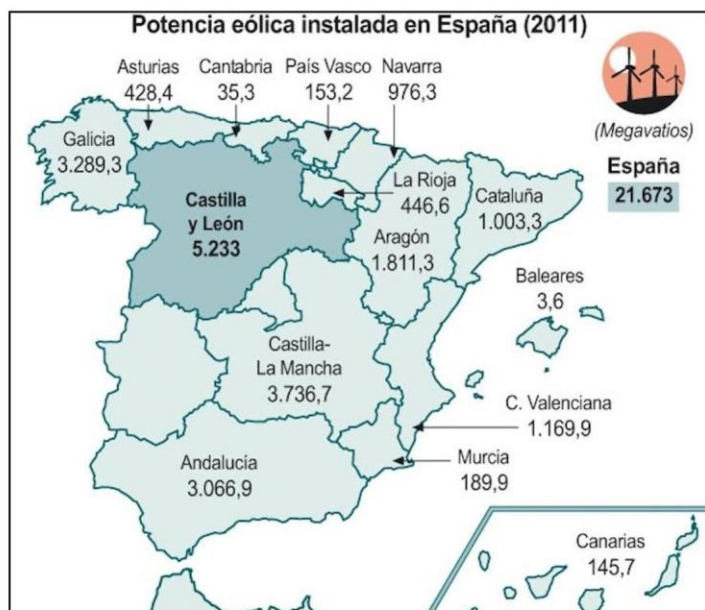 Potencia eólica instalada en España (2011)
Asturias
428,4
Cantabria
35,3
País Vasco
153,2
Navarra
976,3
(Megavatios)
España
21.673
Galicia
3.289,3
La Rioja
446,6
Cataluña
1.003,3
Castilla
y León
5.233
Aragón
1.811,3
Baleares
3,6
Castilla-
La Mancha
3.736,7
C. Valenciana
1.169,9
Andalucía
3.066,9
Murcia
189,9
Canarias
145,7